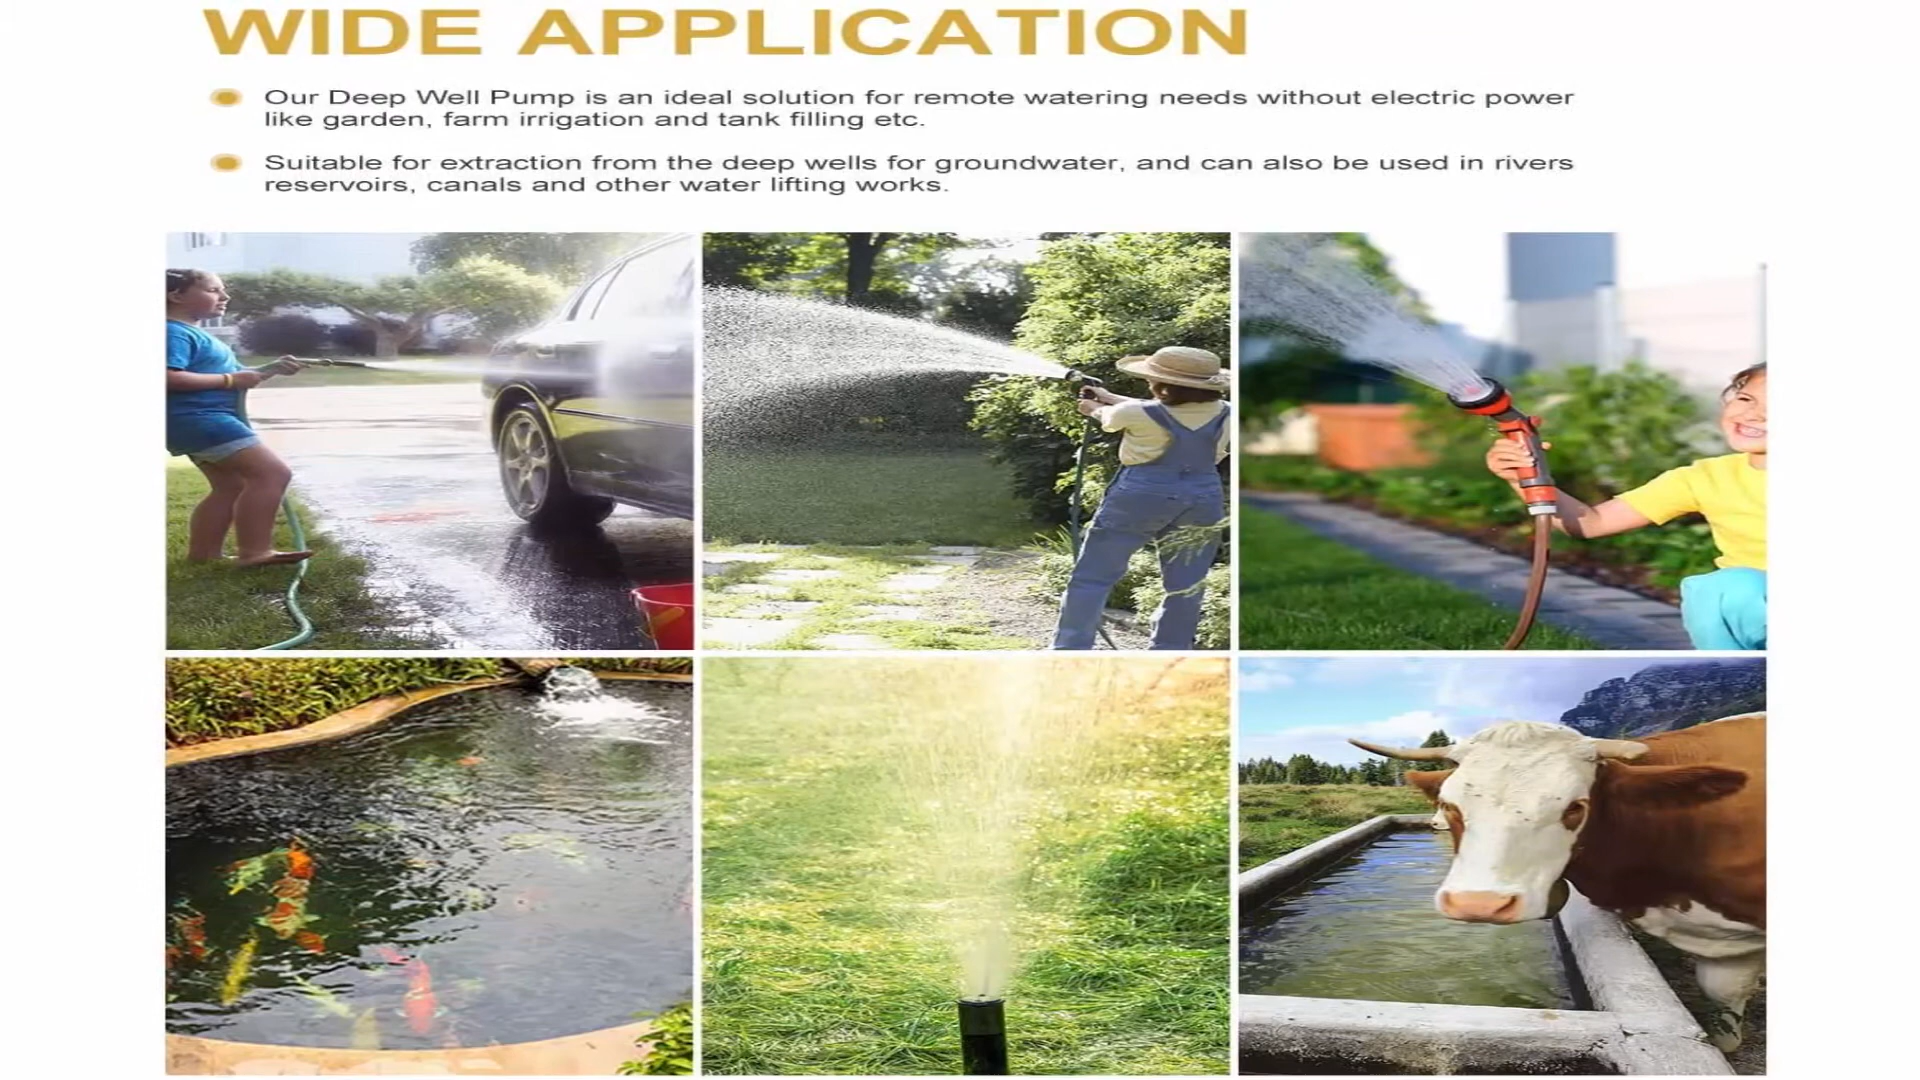 WIDE APPLICATION
Our Deep Well Pump is an ideal solution for remote watering needs without electric power
like garden, farm irrigation and tank filling etc.
Suitable for extraction from the deep wells for groundwater, and can also be used in rivers
reservoirs, canals and other water lifting works.